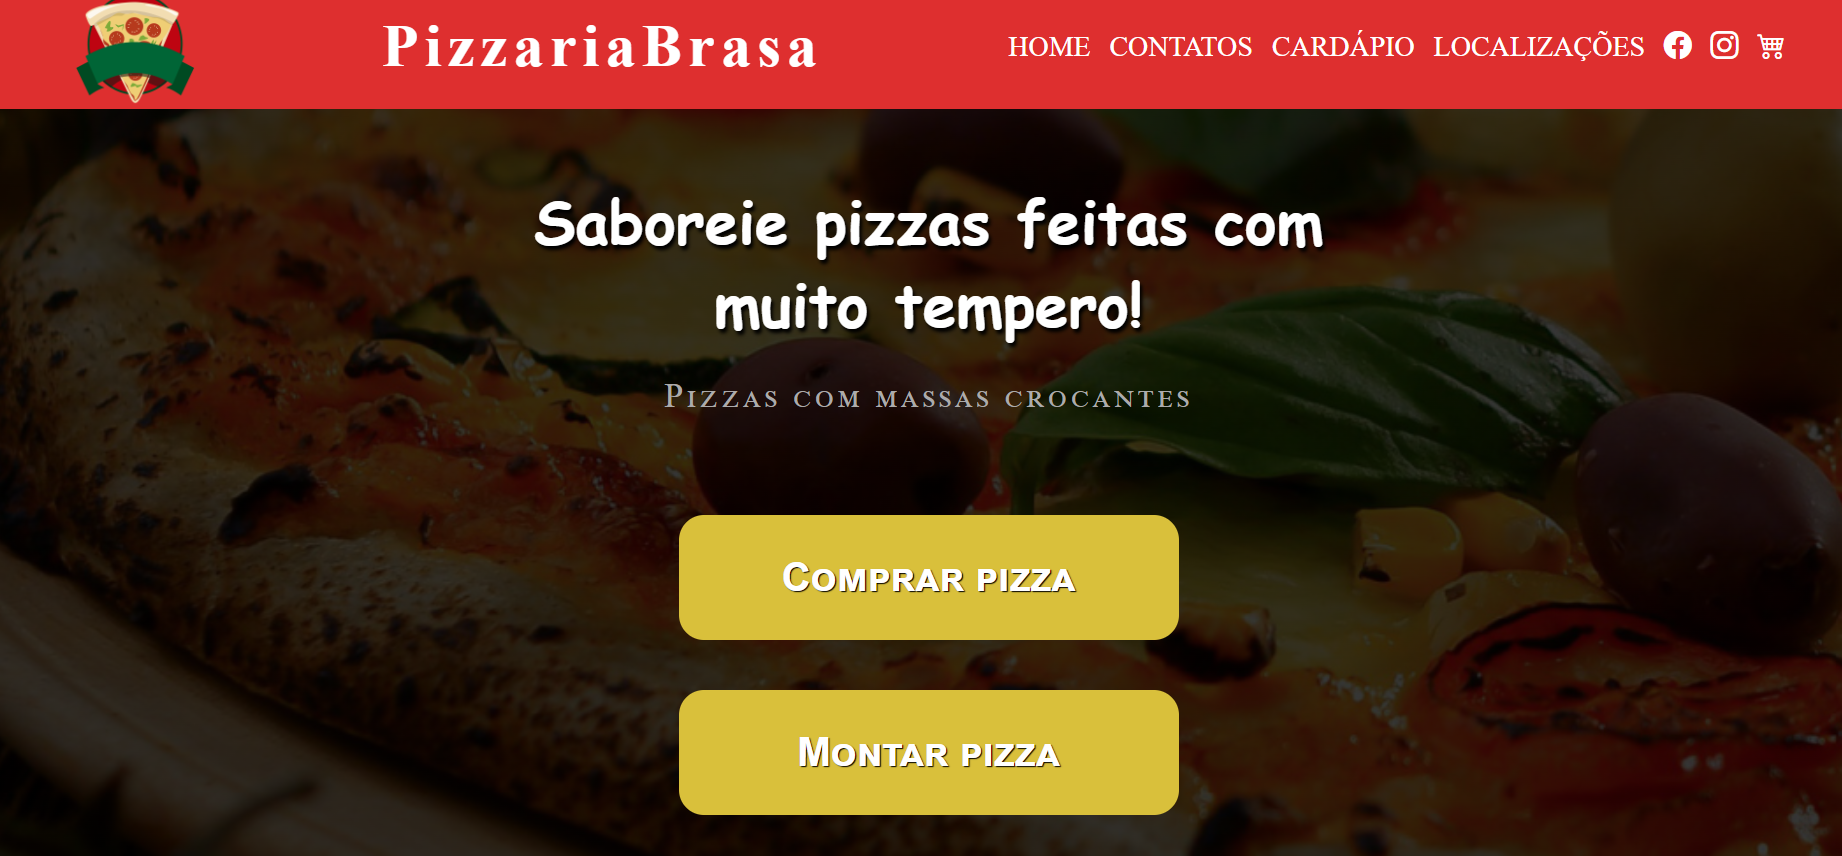 PizzariaBrasa
HOME CONTATOS CARDÁPIO LOCALIZAÇÕES
Saboreie pizzas feitas com
muito tempero!
Pizzas com massas crocantes
Comprar pizza
Montar pizza